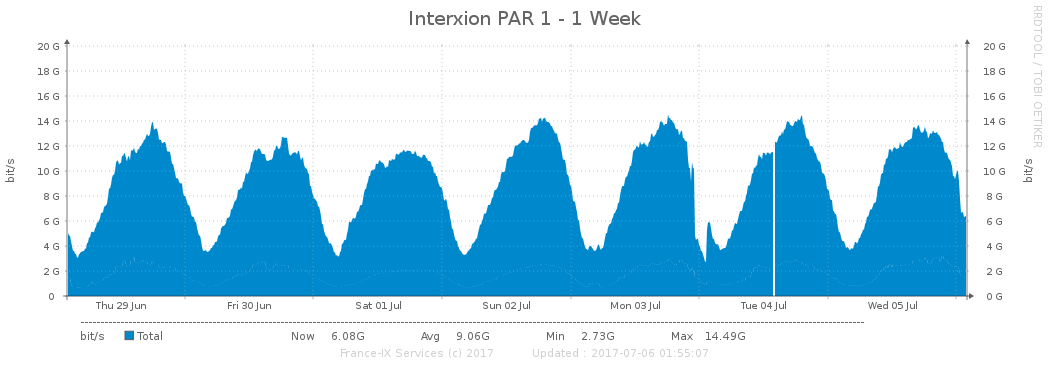 Interxion PAR 1 - 1 Week
RRDTOOL / TOBI OETIKER
bit/s
bit/s
20 G 20 G
18 G 18 G
16 G 16 G
14 G 14 G
12 G 12 G
10 G 10 G
8 G 8 G
6 G 6 G
4 G 4 G
2 G 2 G
0 0 G
Thu 29 Jun Fri 30 Jun Sat 01 Jul Sun 02 Jul Mon 03 Jul Tue 04 Jul Wed 05 Jul
bit/s Total Now 6.08G Avg 9.06G Min 2.73G Max 14.49G
France-IX Services (c) 2017 Updated : 2017-07-06 01:55:07